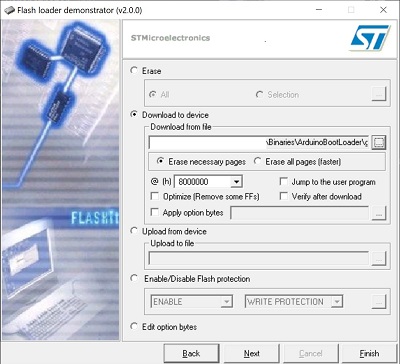 Flash loader demonstrator (v2.0.0)
STMicroelectronics
ST
Erase
All
Selection
...
Download to device
Download from file
\Binaries\ArduinoBootLoader\g
...
Erase necessary pages
Erase all pages (faster)
@ (h)
8000000
Jump to the user program
Optimize (Remove some FFs)
Verify after download
Apply option bytes
...
Upload from device
Upload to file
...
Enable/Disable Flash protection
ENABLE
WRITE PROTECTION
...
Edit option bytes
Back
Next
Cancel
Finish